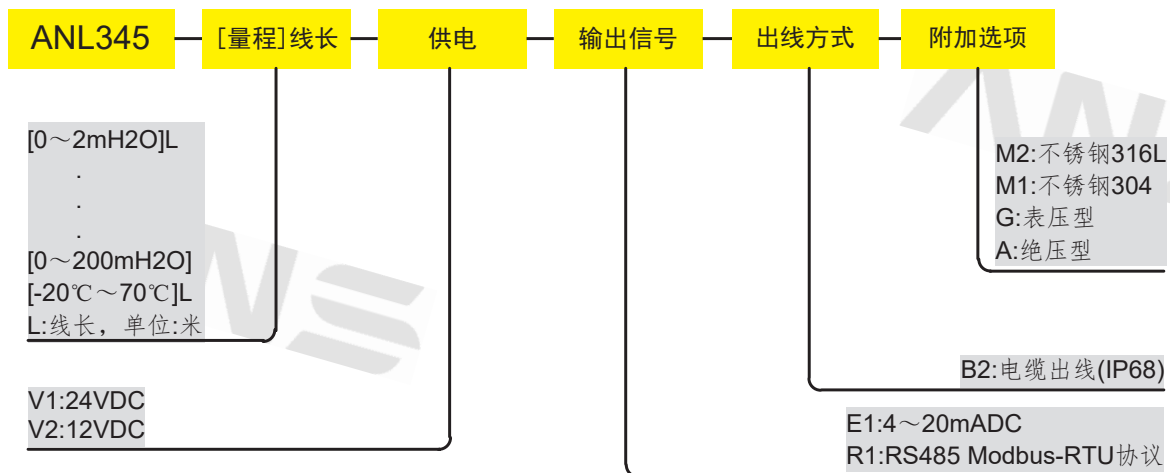 ANL345
[量程]线长
供电
输出信号
出线方式
附加选项
[0～2mH2O]L
.
.
.
[0～200mH2O]
[-20℃～70℃]L
L:线长，单位:米
V1:24VDC
V2:12VDC
M2:不锈钢316L
M1:不锈钢304
G:表压型
A:绝压型
B2:电缆出线(IP68)
E1:4～20mADC
R1:RS485 Modbus-RTU协议